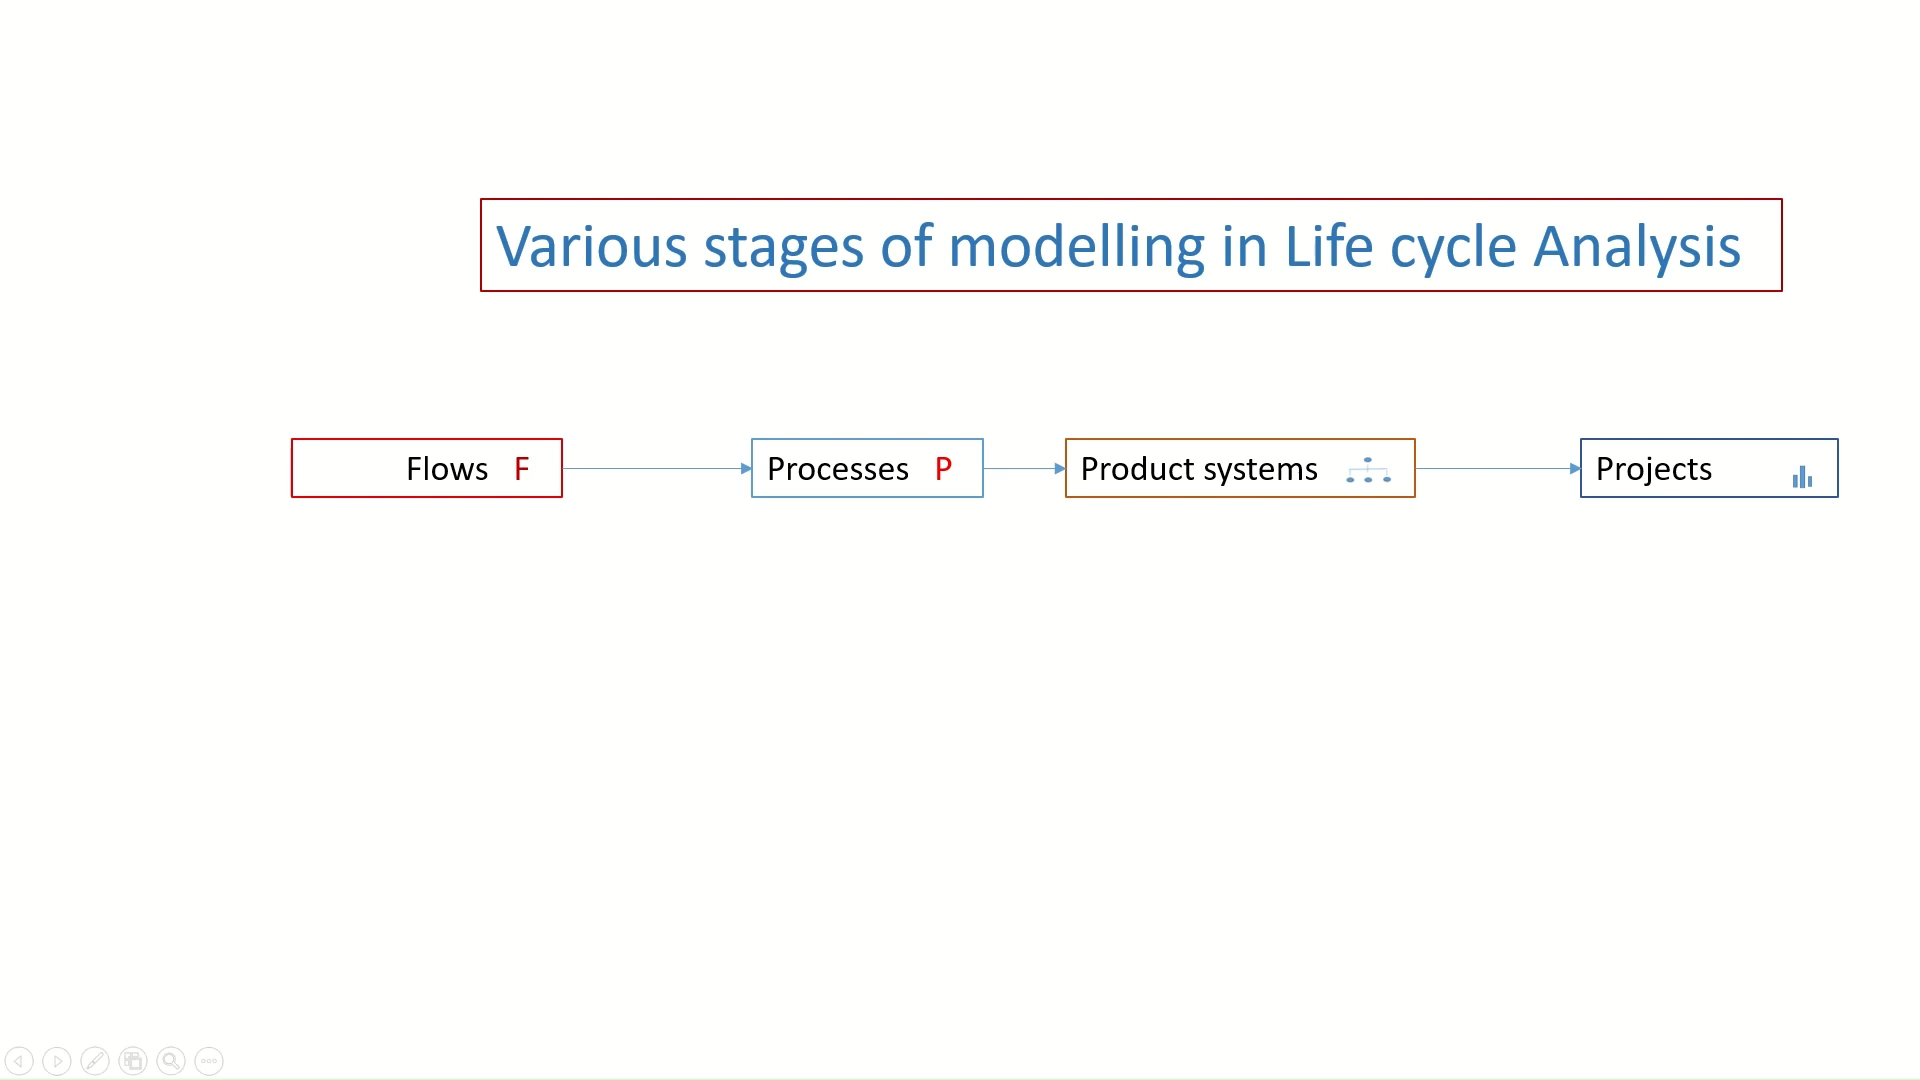 Various stages of modelling in Life cycle Analysis
Flows F
Processes P
Product systems
Projects